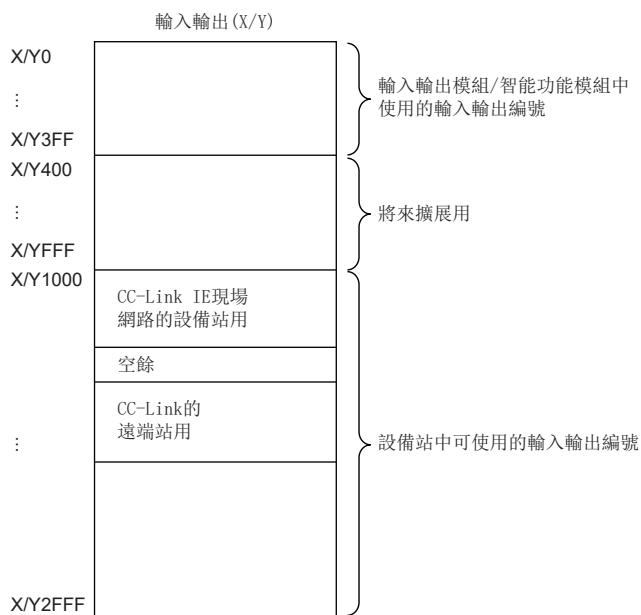 輸入輸出(X/Y)
X/Y0
⋮
X/Y3FF
輸入輸出模組/智能功能模組中
使用的輸入輸出編號
X/Y400
⋮
X/YFFF
將來擴展用
X/Y1000
CC-Link IE現場
網路的設備站用
空餘
CC-Link的
遠端站用
⋮
設備站中可使用的輸入輸出編號
X/Y2FFF